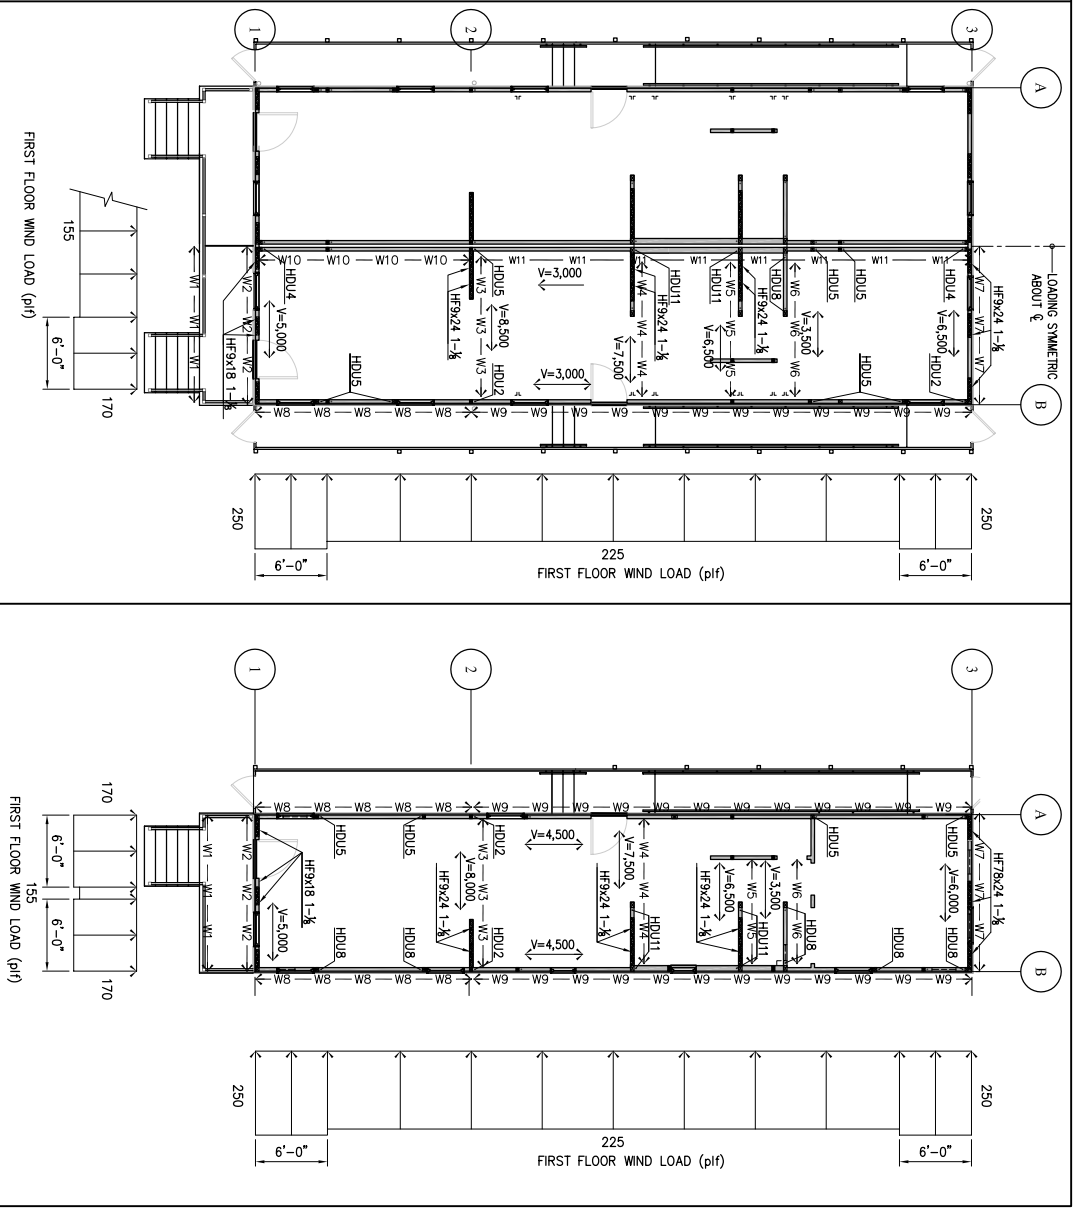 1
2
3
A
B
LOADING SYMMETRIC
ABOUT ℄
FIRST FLOOR WIND LOAD (plf)
155
6'-0"
170
W1
W1
W1
W2
W2
W10
W10
W10
W11
W11
W11
W11
W11
W11
HDU4
HDU5
HDU11
HDU11
HDU8
HDU5
HDU5
HDU4
V=3,000
V=5,000
V=8,500
V=7,500
V=6,500
V=3,500
V=6,500
V=3,000
W3
W3
W3
W4
W4
W4
W5
W5
W5
W6
W6
W6
W7
W7
W7
HF9x24 1-⅛
HF9x24 1-⅛
HF9x24 1-⅛
HF9x24 1-⅛
HF9x18 1-⅛
HDU5
HDU2
HDU5
HDU2
W8
W8
W8
W8
W8
W9
W9
W9
W9
W9
W9
W9
W9
W9
250
250
225
6'-0"
6'-0"
FIRST FLOOR WIND LOAD (plf)
1
2
3
A
B
W8
W8
W8
W8
W8
W9
W9
W9
W9
W9
W9
W9
W9
W9
HDU5
HDU5
HDU2
HDU5
HDU5
HF78x24 1-⅛
HF9x18 1-⅛
HF9x24 1-⅛
HF9x24 1-⅛
HF9x24 1-⅛
V=4,500
V=7,500
V=8,000
V=5,000
V=6,500
V=3,500
V=6,000
V=4,500
W1
W1
W1
W2
W2
W2
W3
W3
W3
W4
W4
W5
W5
W6
W6
W7
W7
W7
HDU8
HDU8
HDU2
HDU11
HDU11
HDU8
HDU8
HDU8
W8
W8
W8
W8
W8
W9
W9
W9
W9
W9
W9
W9
W9
W9
170
6'-0"
155
6'-0"
170
FIRST FLOOR WIND LOAD (plf)
250
250
225
6'-0"
6'-0"
FIRST FLOOR WIND LOAD (plf)